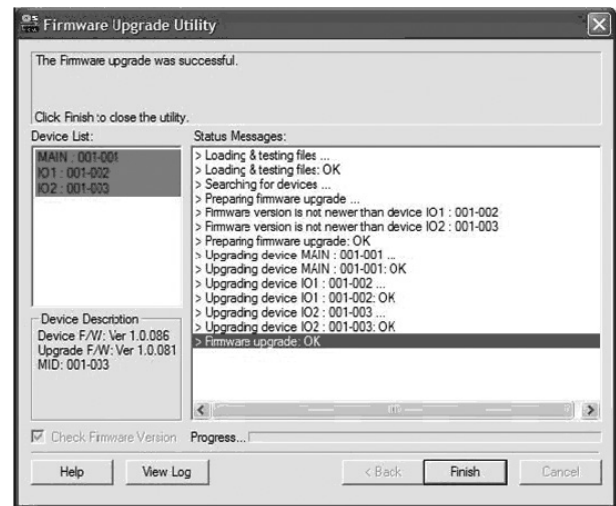 Firmware Upgrade Utility
The Firmware upgrade was successful.
Click Finish to close the utility.
Device List:
MAIN : 001-001
IO1 : 001-002
IO2 : 001-003
Status Messages:
> Loading & testing files ...
> Loading & testing files: OK
> Searching for devices ...
> Preparing firmware upgrade ...
> Firmware version is not newer than device IO1 : 001-002
> Firmware version is not newer than device IO2 : 001-003
> Preparing firmware upgrade: OK
> Upgrading device MAIN : 001-001 ...
> Upgrading device MAIN : 001-001: OK
> Upgrading device IO1 : 001-002 ...
> Upgrading device IO1 : 001-002: OK
> Upgrading device IO2 : 001-003 ...
> Upgrading device IO2 : 001-003: OK
> Firmware upgrade: OK
Device Description
Device F/W: Ver 1.0.086
Upgrade F/W: Ver 1.0.081
MID: 001-003
Check Firmware Version
Progress...
Help
View Log
< Back
Finish
Cancel